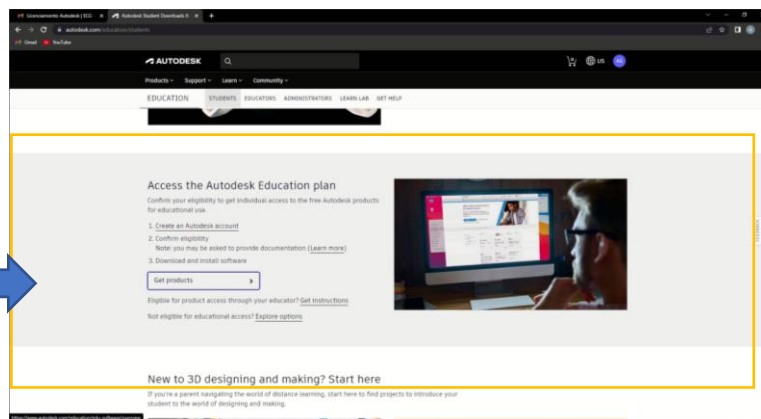 Licenciamiento Autodesk | ECO
Autodesk Student Downloads &
autodesk.com/education/students
Gmail YouTube
AUTODESK
US
AG
Products Support Learn Community
EDUCATION STUDENTS EDUCATORS ADMINISTRATORS LEARN LAB GET HELP
Access the Autodesk Education plan
Confirm your eligibility to get individual access to the free Autodesk products
for educational use.
1. Create an Autodesk account
2. Confirm eligibility
Note: you may be asked to provide documentation (Learn more)
3. Download and install software
Get products
Eligible for product access through your educator? Get instructions
Not eligible for educational access? Explore options
FEEDBACK
New to 3D designing and making? Start here
If you're a parent navigating the world of distance learning, start here to find projects to introduce your
student to the world of designing and making.